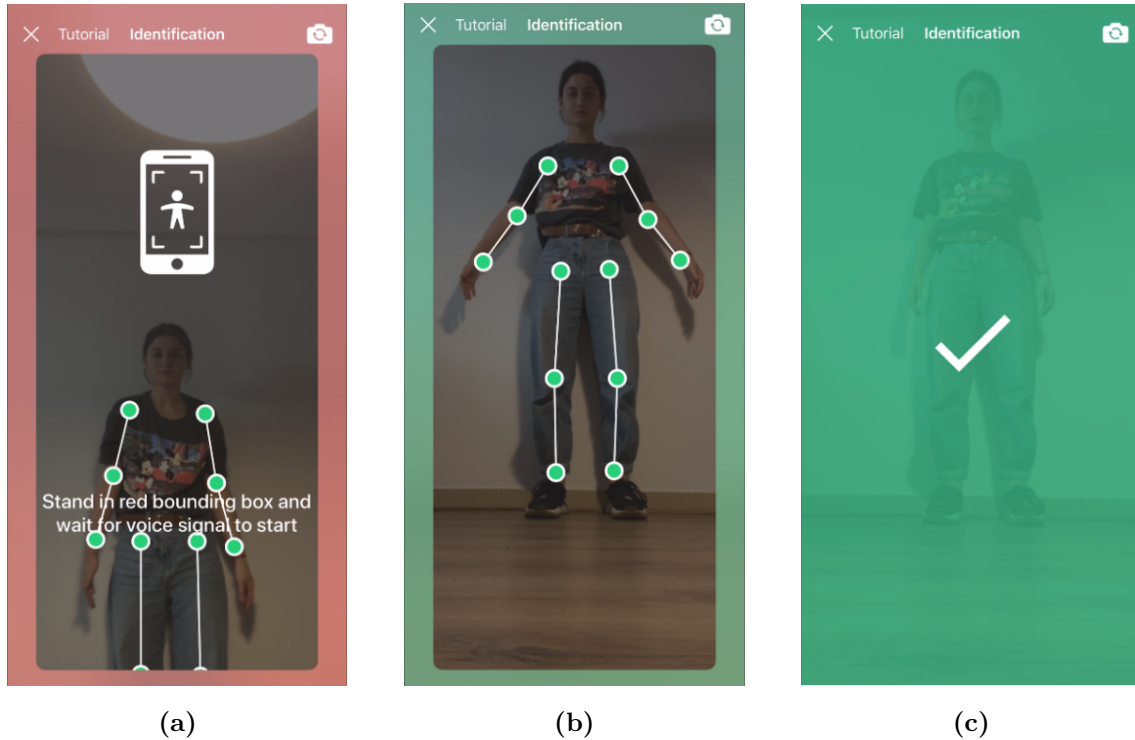 Tutorial Identification
Stand in red bounding box and
wait for voice signal to start
(a)
Tutorial Identification
(b)
Tutorial Identification
(c)